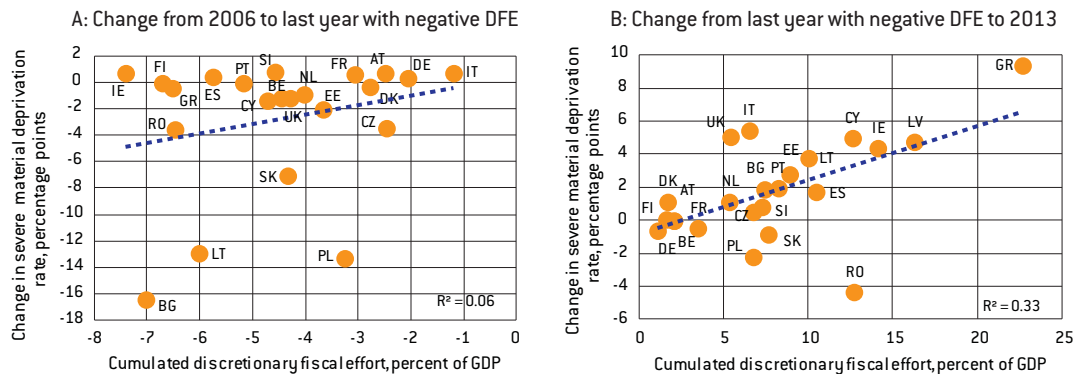 A: Change from 2006 to last year with negative DFE
Change in severe material deprivation
rate, percentage points
2
0
-2
-4
-6
-8
-10
-12
-14
-16
-18
IE
FI
GR
RO
ES
PT
SI
CY
BE
UK
NL
EE
FR
AT
DK
DE
IT
CZ
SK
LT
PL
BG
R² = 0.06
-8 -7 -6 -5 -4 -3 -2 -1 0
Cumulated discretionary fiscal effort, percent of GDP
B: Change from last year with negative DFE to 2013
Change in severe material deprivation
rate, percentage points
10
8
6
4
2
0
-2
-4
-6
GR
UK
IT
CY
IE
LV
EE
LT
BG
PT
ES
DK
AT
NL
FI
FR
CZ
SI
DE
BE
PL
SK
RO
R² = 0.33
0 5 10 15 20 25
Cumulated discretionary fiscal effort, percent of GDP